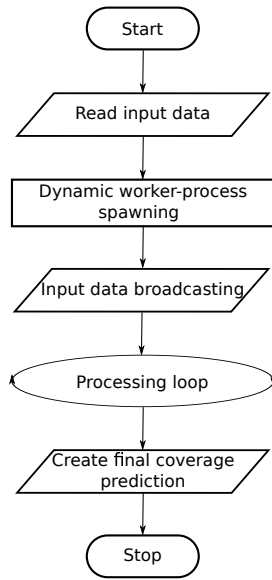 Start
Read input data
Dynamic worker-process
spawning
Input data broadcasting
Processing loop
Create final coverage
prediction
Stop